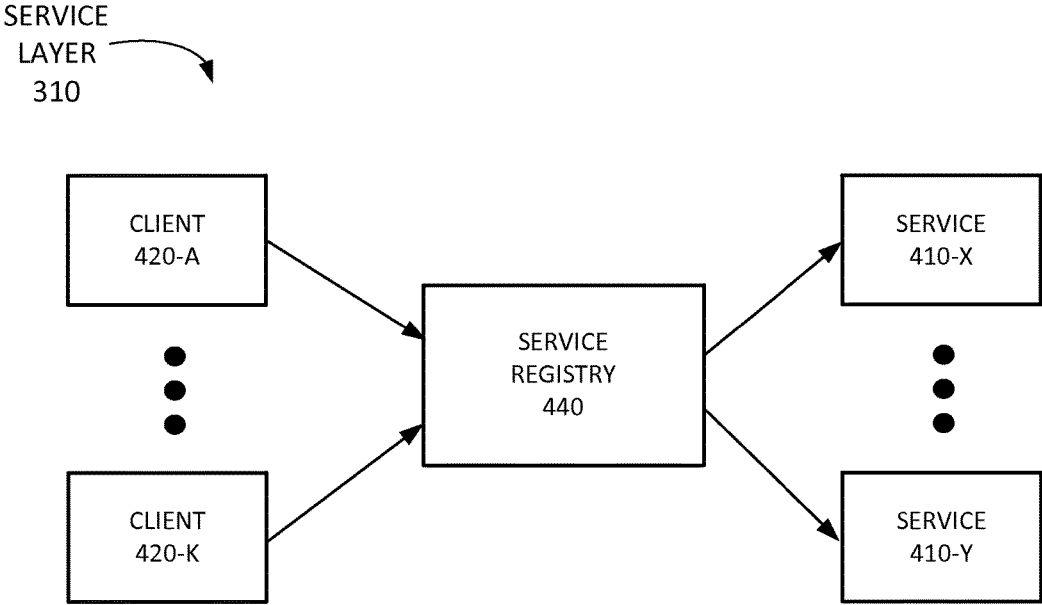 SERVICE
LAYER
310
CLIENT
420-A
SERVICE
410-X
SERVICE
REGISTRY
440
CLIENT
420-K
SERVICE
410-Y